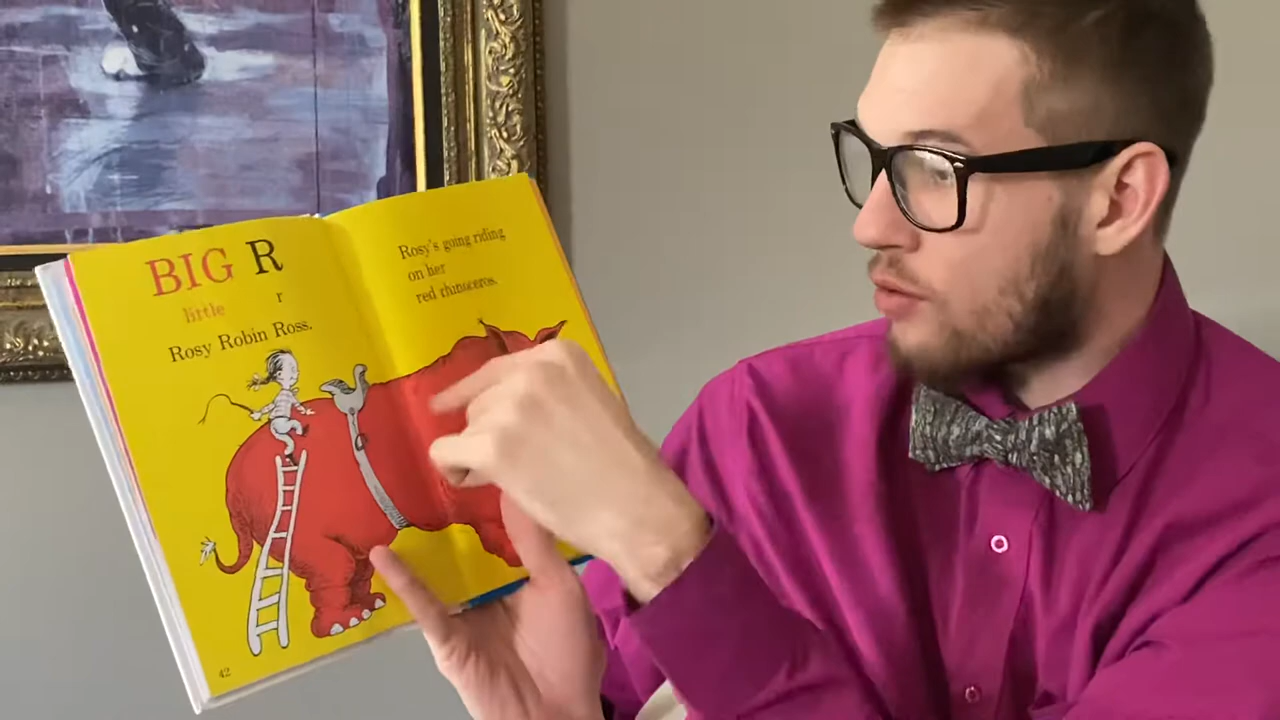 BIG R
little r
Rosy Robin Ross.
Rosy's going riding
on her
red rhinoceros.
42